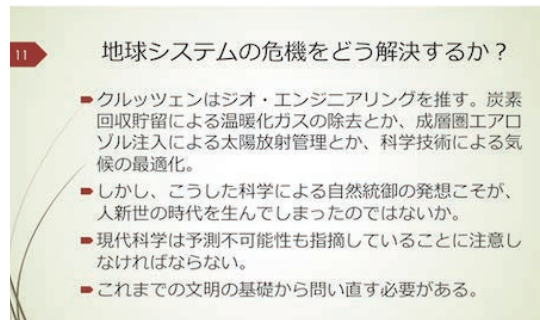 11
地球システムの危機をどう解決するか？
クルッツェンはジオ・エンジニアリングを推す。炭素
回収貯留による温暖化ガスの除去とか、成層圏エアロ
ゾル注入による太陽放射管理とか、科学技術による気
候の最適化。
しかし、こうした科学による自然統御の発想こそが、
人新世の時代を生んでしまったのではないか。
現代科学は予測不可能性も指摘していることに注意し
なければならない。
これまでの文明の基礎から問い直す必要がある。